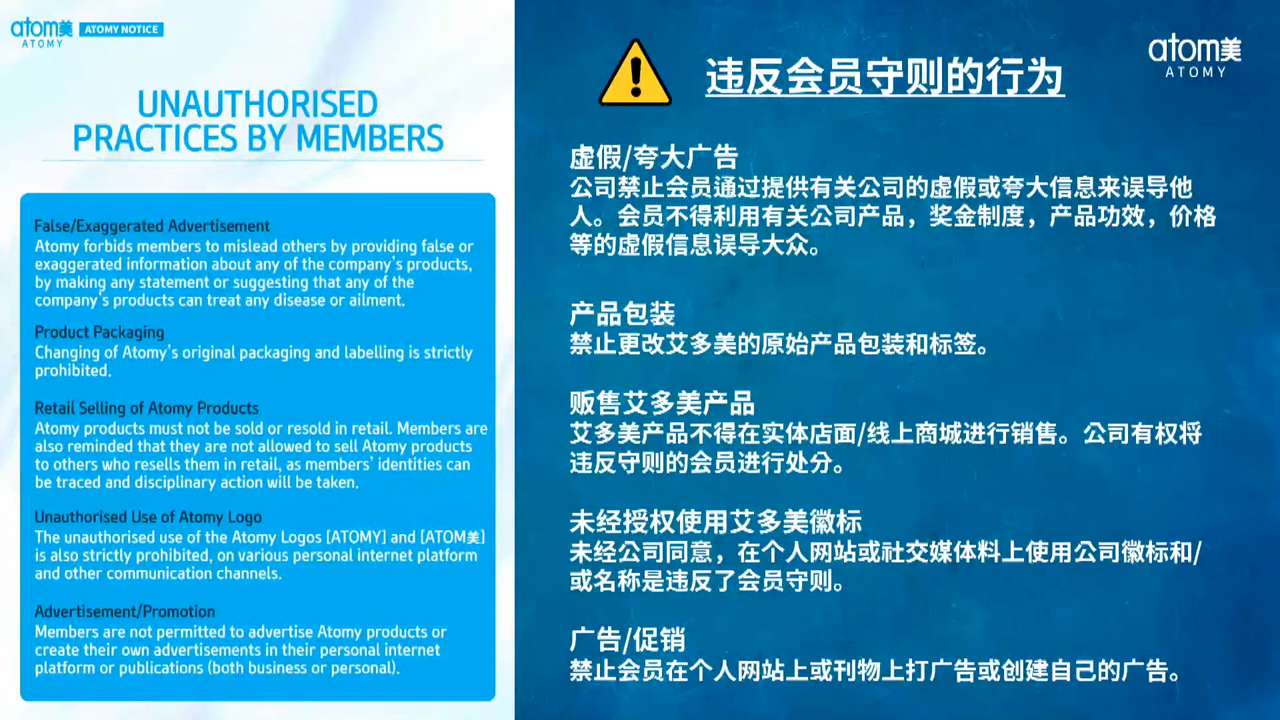 atom美
ATOMY
ATOMY NOTICE
UNAUTHORISED
PRACTICES BY MEMBERS
False/Exaggerated Advertisement
Atomy forbids members to mislead others by providing false or
exaggerated information about any of the company's products,
by making any statement or suggesting that any of the
company's products can treat any disease or ailment.
Product Packaging
Changing of Atomy's original packaging and labelling is strictly
prohibited.
Retail Selling of Atomy Products
Atomy products must not be sold or resold in retail. Members are
also reminded that they are not allowed to sell Atomy products
to others who resells them in retail, as members' identities can
be traced and disciplinary action will be taken.
Unauthorised Use of Atomy Logo
The unauthorised use of the Atomy Logos [ATOMY] and [ATOM美]
is also strictly prohibited, on various personal internet platform
and other communication channels.
Advertisement/Promotion
Members are not permitted to advertise Atomy products or
create their own advertisements in their personal internet
platform or publications (both business or personal).
违反会员守则的行为
atom美
ATOMY
虚假/夸大广告
公司禁止会员通过提供有关公司的虚假或夸大信息来误导他
人。会员不得利用有关公司产品，奖金制度，产品功效，价格
等的虚假信息误导大众。
产品包装
禁止更改艾多美的原始产品包装和标签。
贩售艾多美产品
艾多美产品不得在实体店面/线上商城进行销售。公司有权将
违反守则的会员进行处分。
未经授权使用艾多美徽标
未经公司同意，在个人网站或社交媒体料上使用公司徽标和/
或名称是违反了会员守则。
广告/促销
禁止会员在个人网站上或刊物上打广告或创建自己的广告。